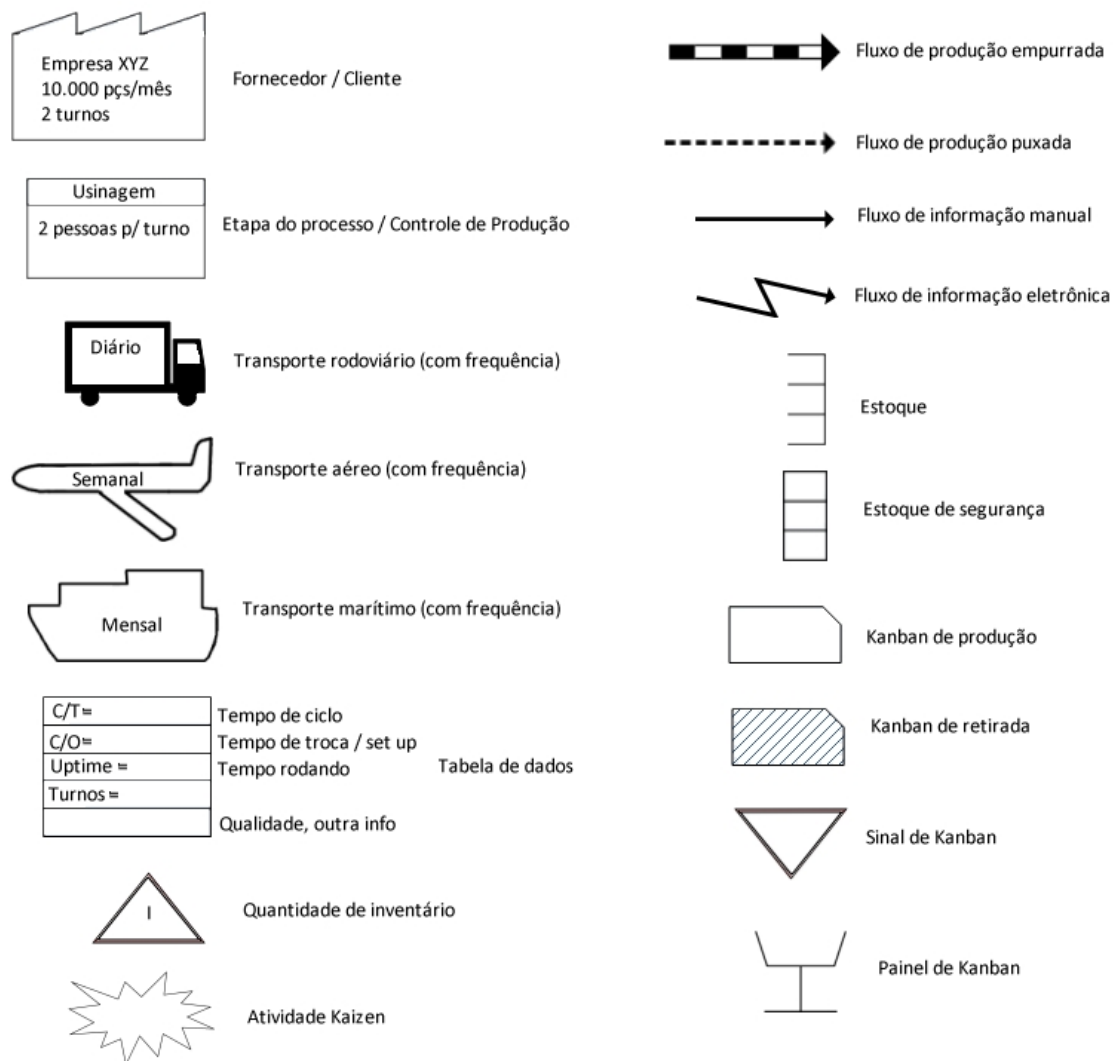 Empresa XYZ
10.000 pçs/mês
2 turnos
Fornecedor / Cliente
Usinagem
2 pessoas p/ turno
Etapa do processo / Controle de Produção
Diário
Transporte rodoviário (com frequência)
Semanal
Transporte aéreo (com frequência)
Mensal
Transporte marítimo (com frequência)
C/T=
Tempo de ciclo
C/O=
Tempo de troca / set up
Uptime =
Tempo rodando
Tabela de dados
Turnos =
Qualidade, outra info
I
Quantidade de inventário
Atividade Kaizen
Fluxo de produção empurrada
Fluxo de produção puxada
Fluxo de informação manual
Fluxo de informação eletrônica
Estoque
Estoque de segurança
Kanban de produção
Kanban de retirada
Sinal de Kanban
Painel de Kanban